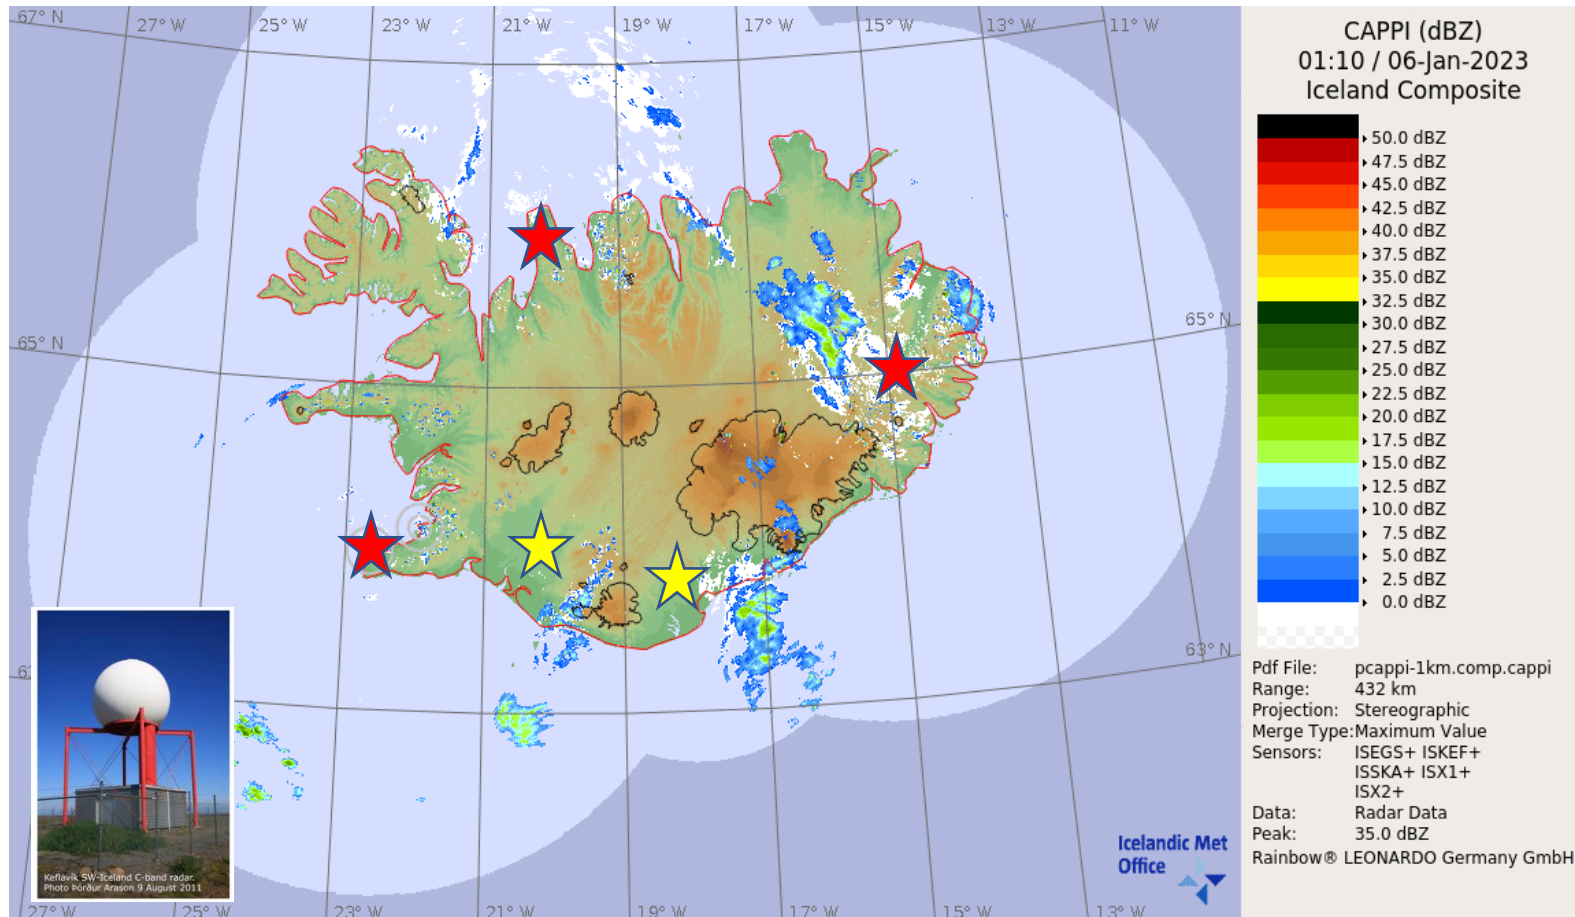 67° N
27° W
25° W
23° W
21° W
19° W
17° W
15° W
13° W
11° W
65° N
65° N
63° N
27° W
25° W
23° W
21° W
19° W
17° W
15° W
13° W
Keflavík SW-Iceland C-band radar.
Photo Þórður Arason 9 August 2011
Icelandic Met
Office
CAPPI (dBZ)
01:10 / 06-Jan-2023
Iceland Composite
50.0 dBZ
47.5 dBZ
45.0 dBZ
42.5 dBZ
40.0 dBZ
37.5 dBZ
35.0 dBZ
32.5 dBZ
30.0 dBZ
27.5 dBZ
25.0 dBZ
22.5 dBZ
20.0 dBZ
17.5 dBZ
15.0 dBZ
12.5 dBZ
10.0 dBZ
7.5 dBZ
5.0 dBZ
2.5 dBZ
0.0 dBZ
Pdf File: pcappi-1km.comp.cappi
Range: 432 km
Projection: Stereographic
Merge Type: Maximum Value
Sensors: ISEGS+ ISKEF+
ISSKA+ ISX1+
ISX2+
Data: Radar Data
Peak: 35.0 dBZ
Rainbow® LEONARDO Germany GmbH